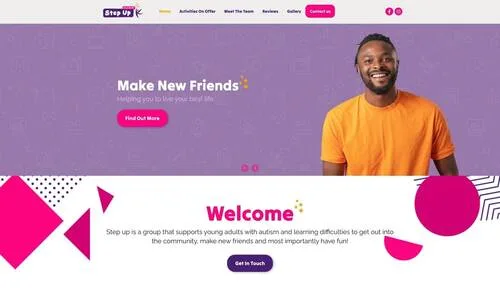 Step Up
Home Activities On Offer Meet The Team Reviews Gallery Contact us
Make New Friends
Helping you to live your best life.
Find Out More
Welcome
Step up is a group that supports young adults with autism and learning difficulties to get out into
the community, make new friends and most importantly have fun!
Get In Touch